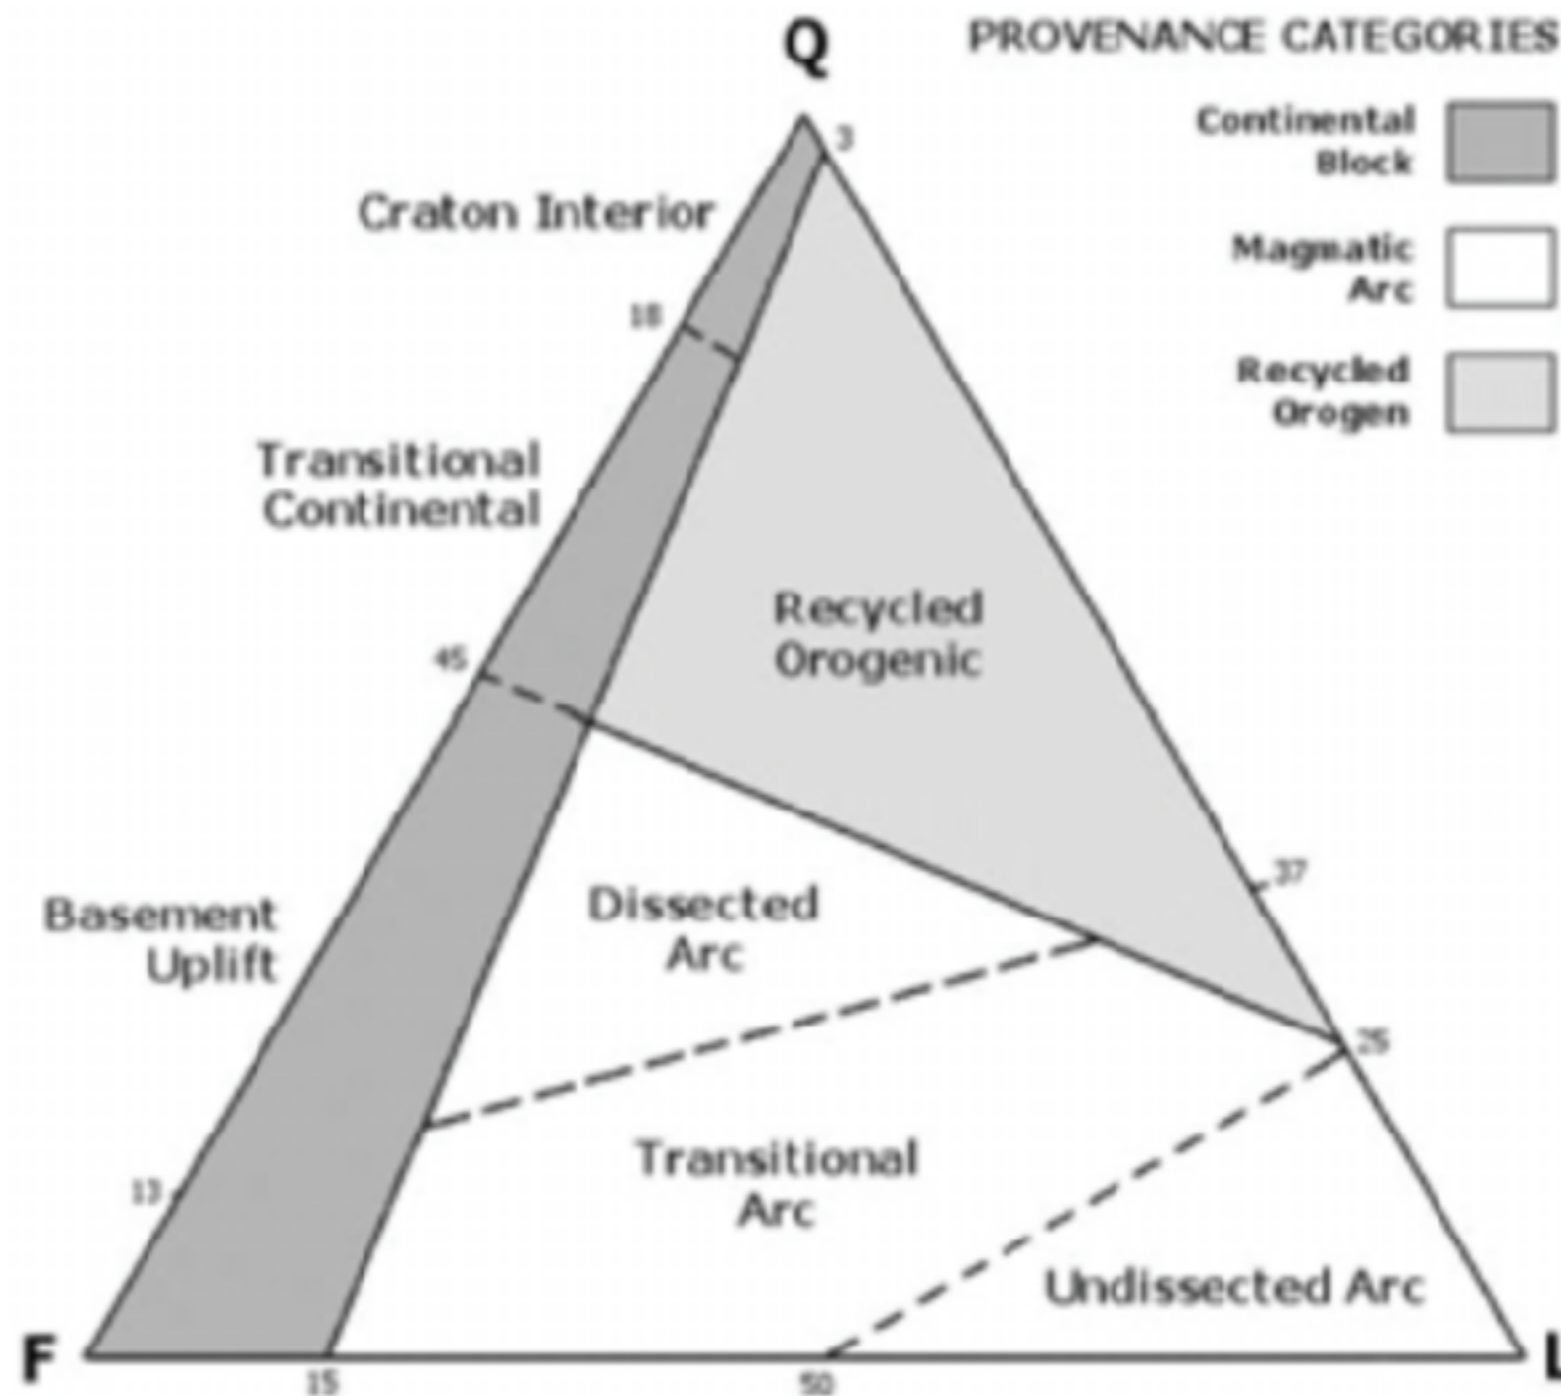 Q
PROVENANCE CATEGORIES
Continental
Block
Magmatic
Arc
Recycled
Orogen
3
Craton Interior
18
Transitional
Continental
45
Recycled
Orogenic
37
Basement
Uplift
Dissected
Arc
25
Transitional
Arc
13
Undissected Arc
F
L
15
50